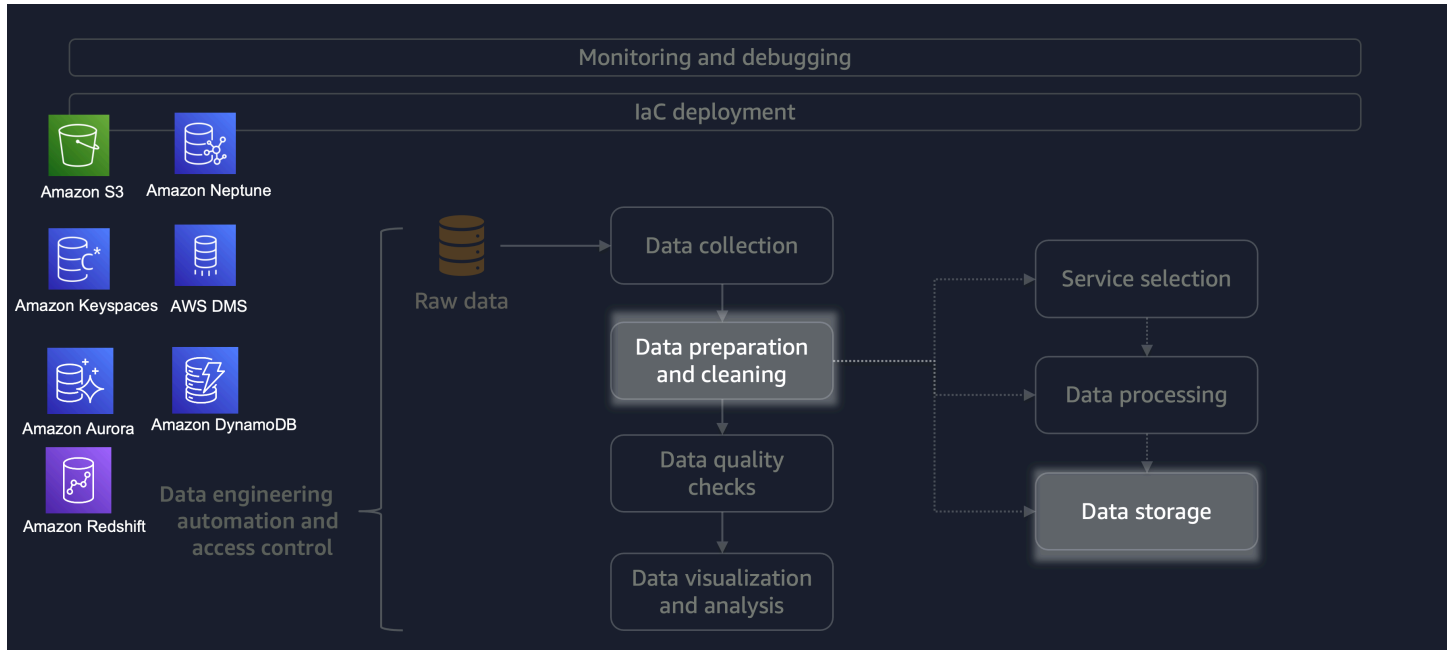 Monitoring and debugging
IaC deployment
Amazon S3
Amazon Neptune
Amazon Keyspaces
AWS DMS
Amazon Aurora
Amazon DynamoDB
Amazon Redshift
Data engineering
automation and
access control
Raw data
Data collection
Data preparation
and cleaning
Data quality
checks
Data visualization
and analysis
Service selection
Data processing
Data storage
C*